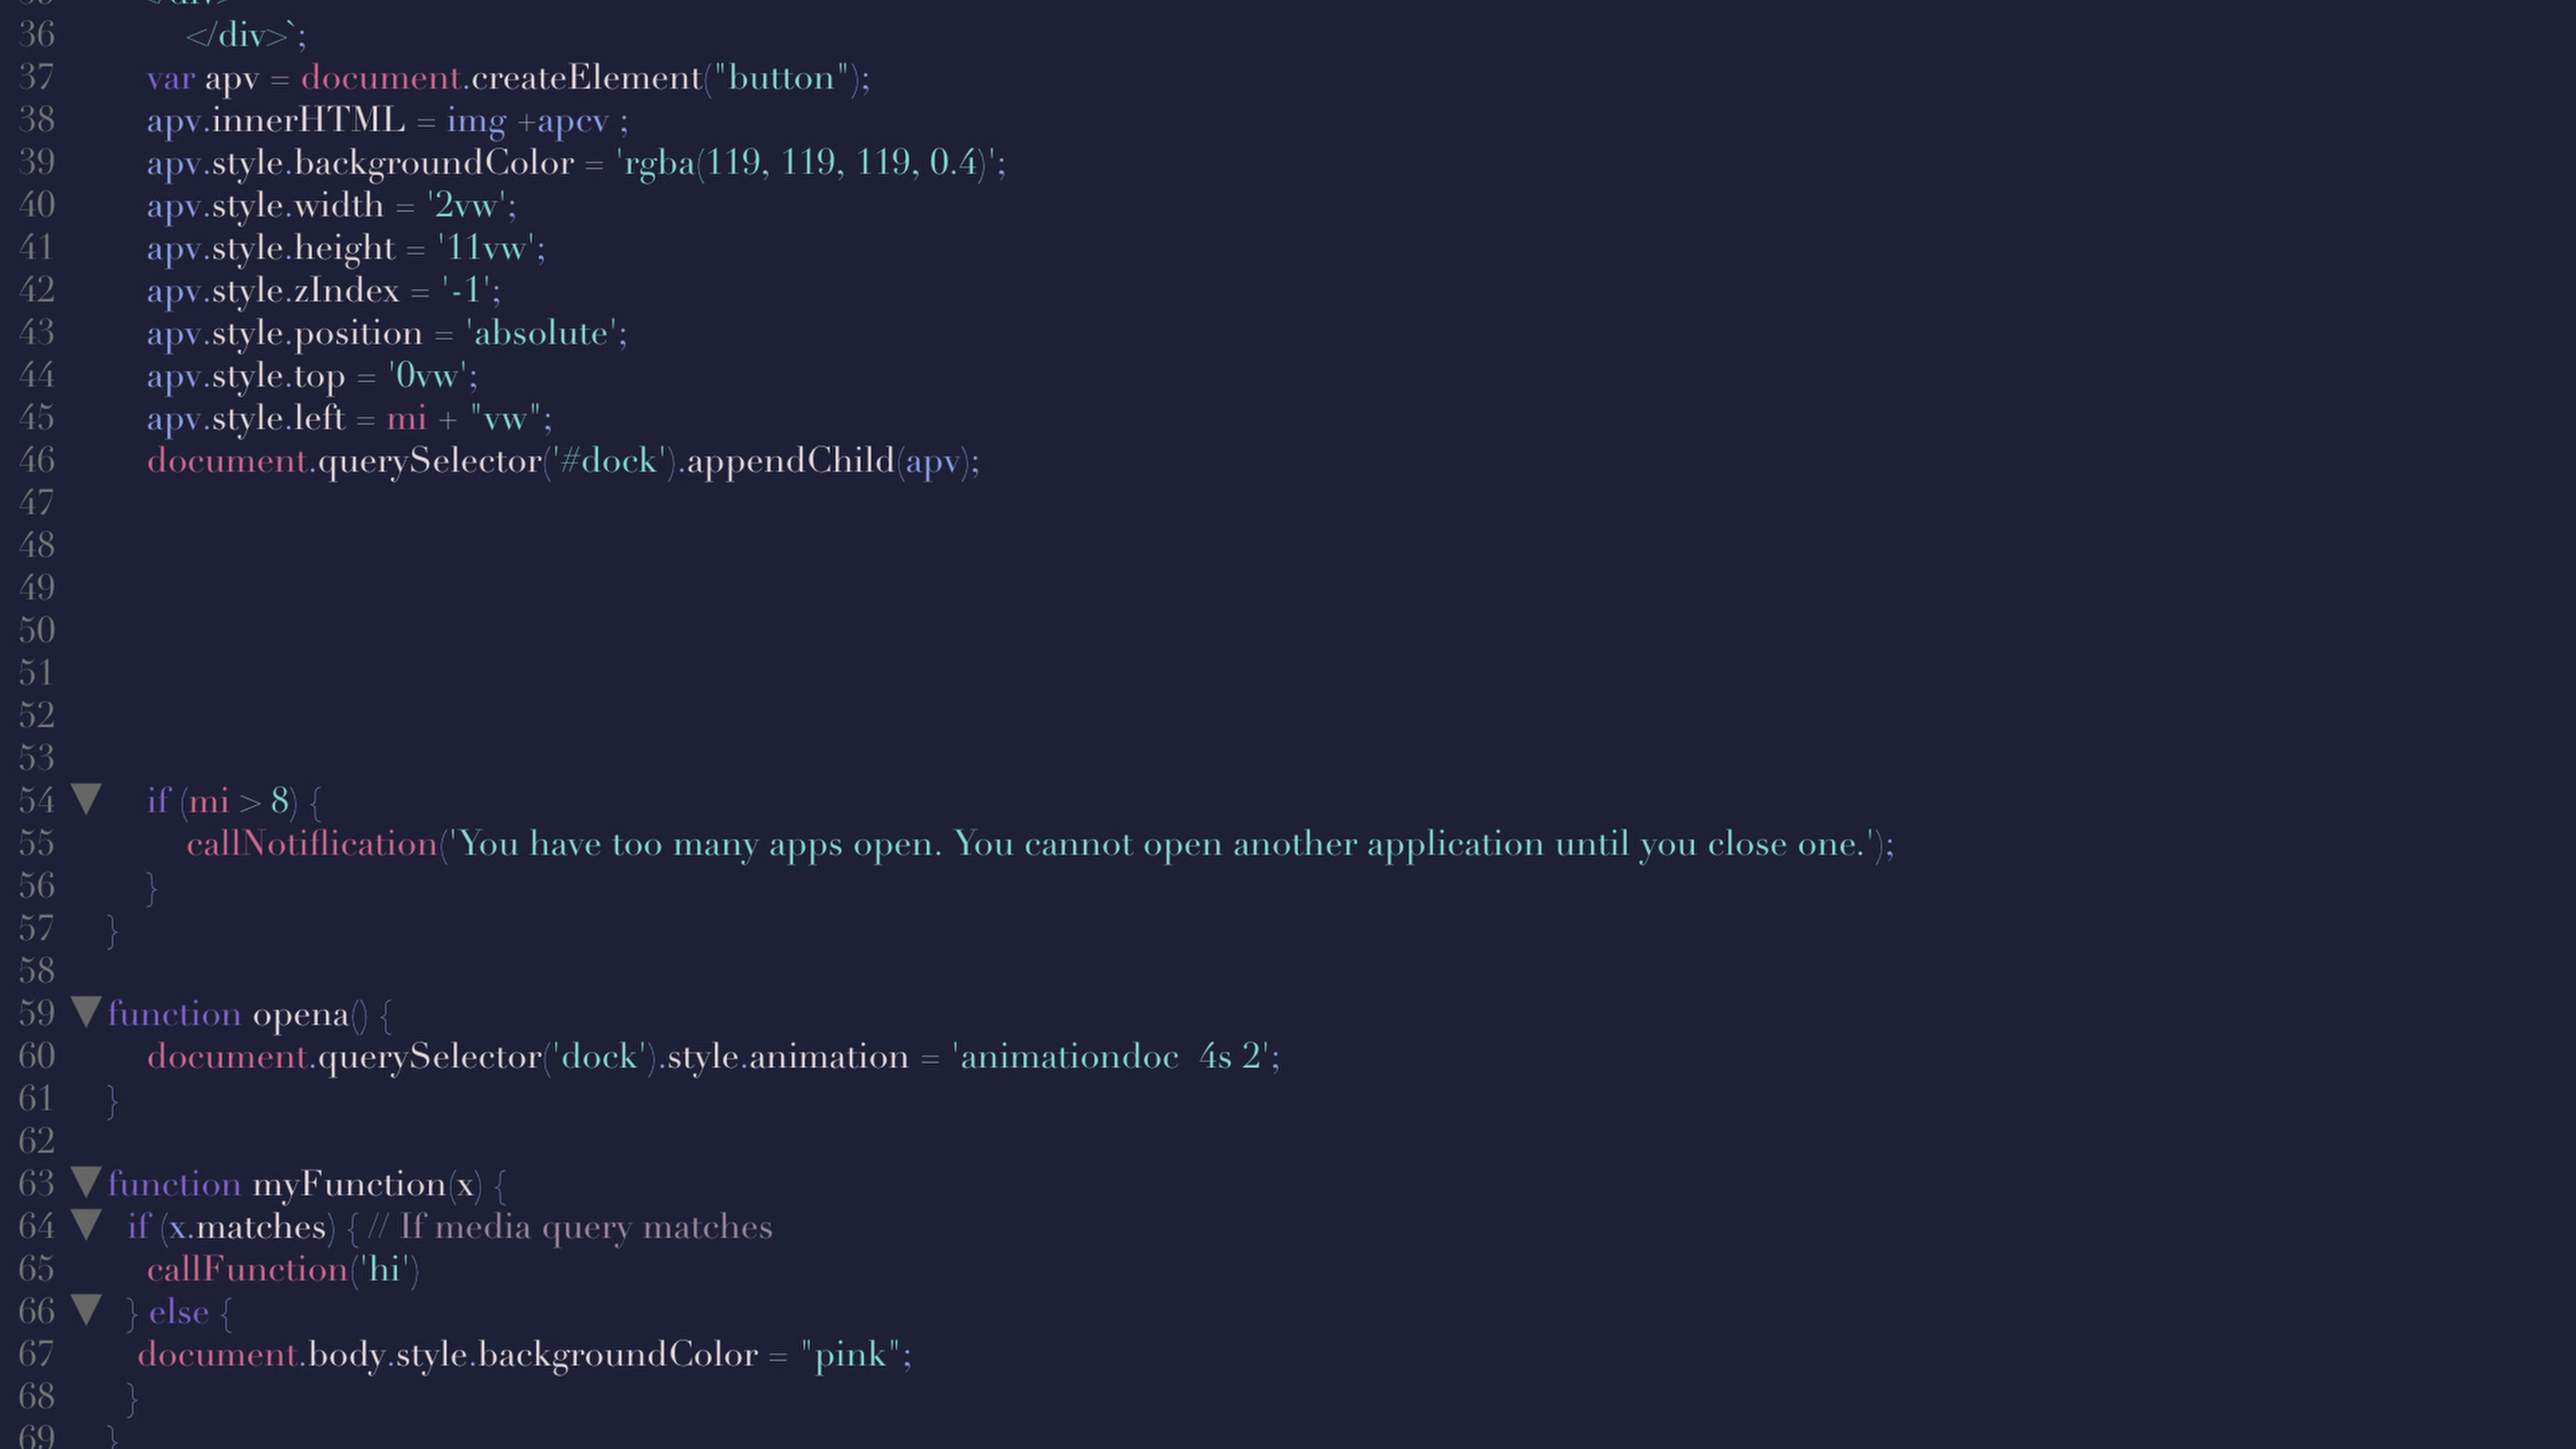 36 </div>`;
37 var apv = document.createElement("button");
38 apv.innerHTML = img +apcv ;
39 apv.style.backgroundColor = 'rgba(119, 119, 119, 0.4)';
40 apv.style.width = '2vw';
41 apv.style.height = '11vw';
42 apv.style.zIndex = '-1';
43 apv.style.position = 'absolute';
44 apv.style.top = '0vw';
45 apv.style.left = mi + "vw";
46 document.querySelector('#dock').appendChild(apv);
47
48
49
50
51
52
53
54 if (mi > 8) {
55 callNotiflication('You have too many apps open. You cannot open another application until you close one.');
56 }
57 }
58
59 function opena() {
60 document.querySelector('dock').style.animation = 'animationdoc  4s 2';
61 }
62
63 function myFunction(x) {
64 if (x.matches) { // If media query matches
65 callFunction('hi')
66 } else {
67 document.body.style.backgroundColor = "pink";
68 }
69 }